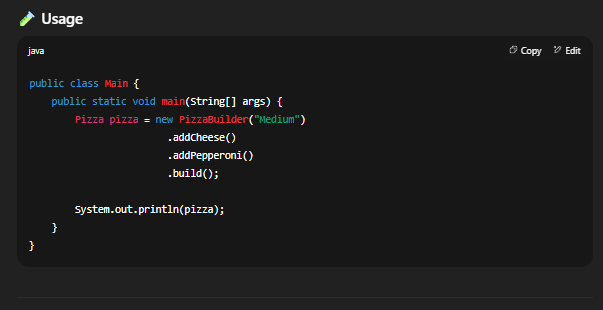 🧪 Usage
java
Copy Edit
public class Main {
    public static void main(String[] args) {
        Pizza pizza = new PizzaBuilder("Medium")
                        .addCheese()
                        .addPepperoni()
                        .build();

        System.out.println(pizza);
    }
}